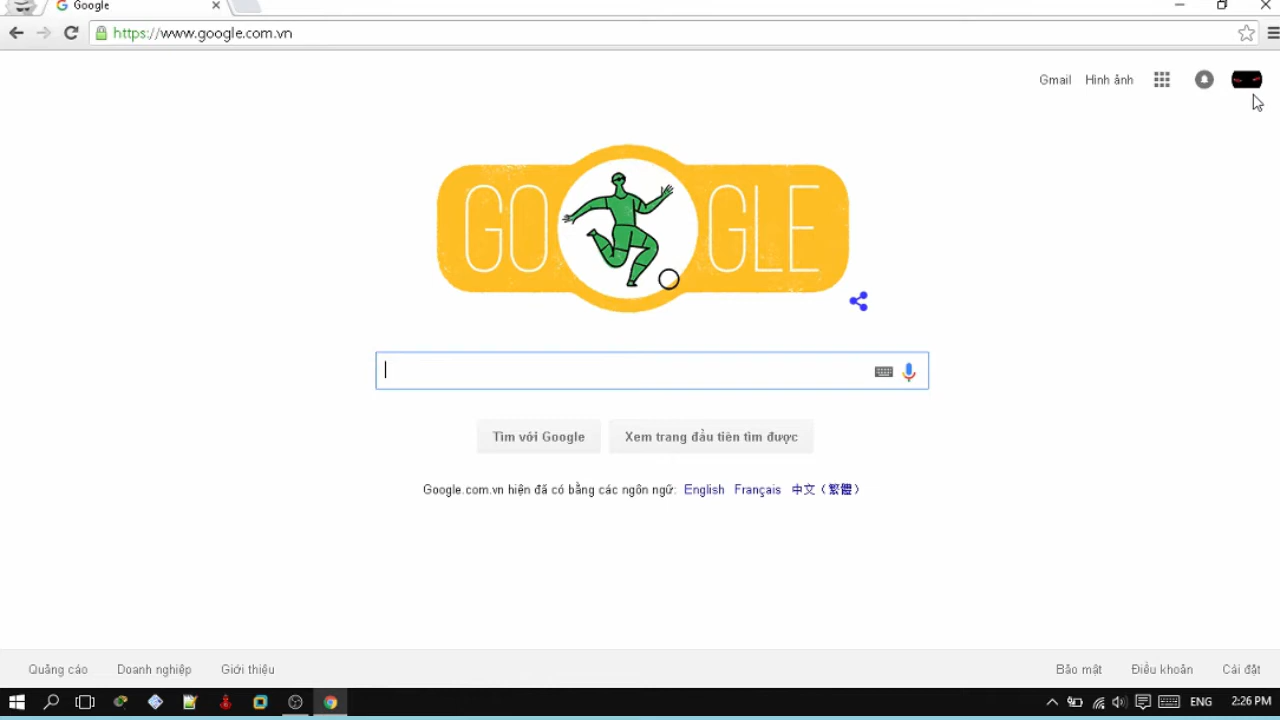 Google
https://www.google.com.vn
Gmail Hình ảnh
GO GLE
Tìm với Google Xem trang đầu tiên tìm được
Google.com.vn hiện đã có bằng các ngôn ngữ: English Français 中文（繁體）
Quảng cáo Doanh nghiệp Giới thiệu Bảo mật Điều khoản Cài đặt
ENG 2:26 PM